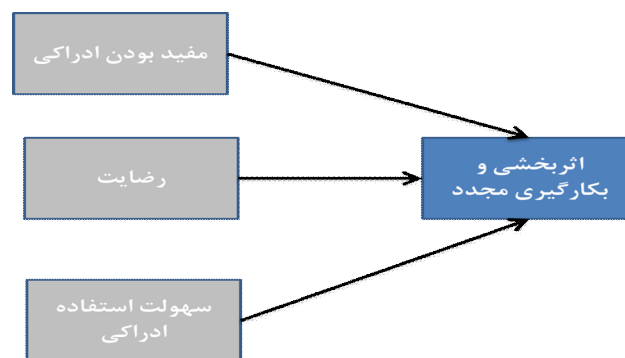 مفید بودن ادراکی
رضایت
اثربخشی و
بکارگیری مجدد
سهولت استفاده
ادراکی